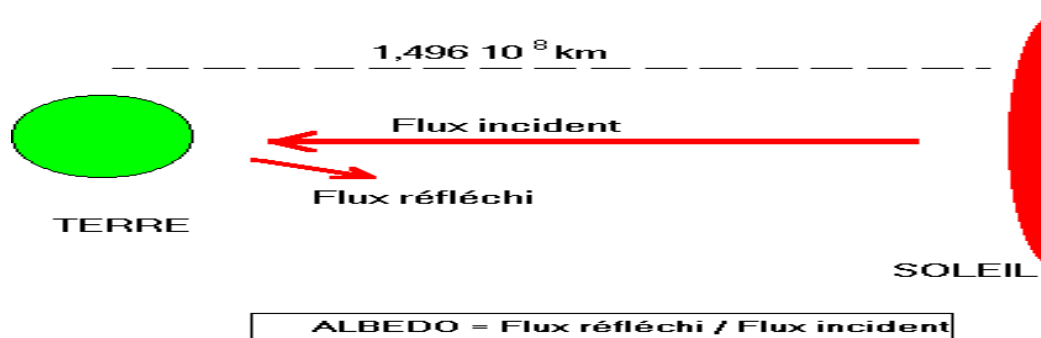 1,496 10 8 km
Flux incident
Flux réfléchi
TERRE
SOLEIL
ALBEDO = Flux réfléchi / Flux incident